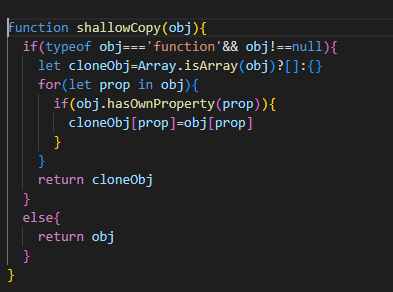 function shallowCopy(obj){
if(typeof obj==='function'&& obj!==null){
let cloneObj=Array.isArray(obj)?[]:{}
for(let prop in obj){
if(obj.hasOwnProperty(prop)){
cloneObj[prop]=obj[prop]
}
}
return cloneObj
}
else{
return obj
}
}